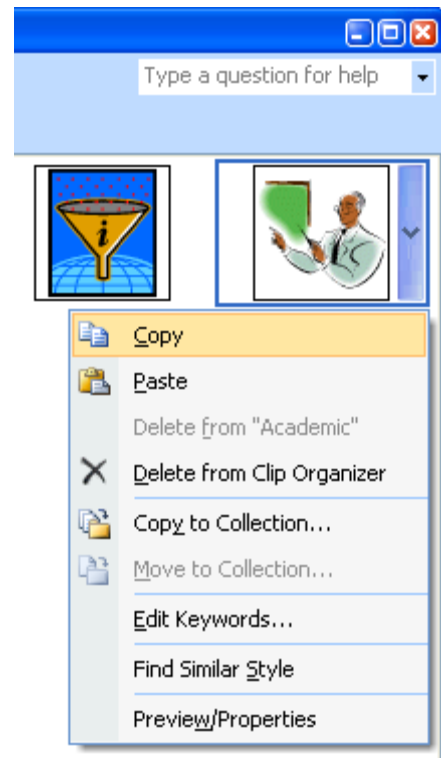 Type a question for help
i
Copy
Paste
Delete from "Academic"
Delete from Clip Organizer
Copy to Collection...
Move to Collection...
Edit Keywords...
Find Similar Style
Preview/Properties